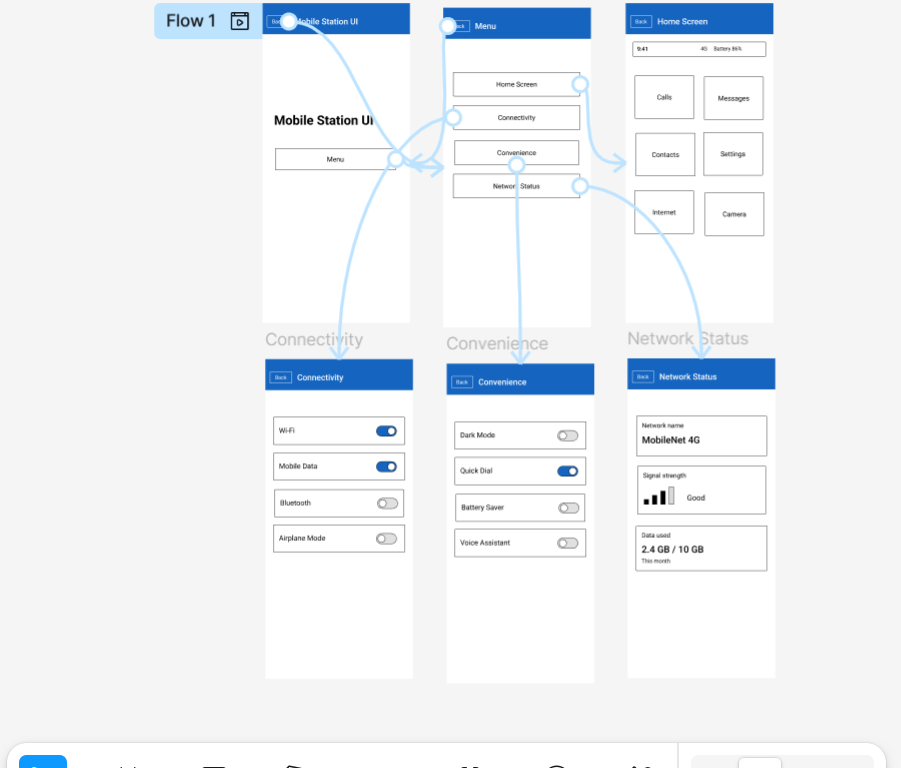 Flow 1
Back Mobile Station UI
Mobile Station UI
Menu
Back Menu
Home Screen
Connectivity
Convenience
Network Status
Back Home Screen
9:41 4G Battery 86%
Calls Messages
Contacts Settings
Internet Camera
Connectivity
Back Connectivity
Wi-Fi
Mobile Data
Bluetooth
Airplane Mode
Convenience
Back Convenience
Dark Mode
Quick Dial
Battery Saver
Voice Assistant
Network Status
Back Network Status
Network name
MobileNet 4G
Signal strength
Good
Data used
2.4 GB / 10 GB
This month